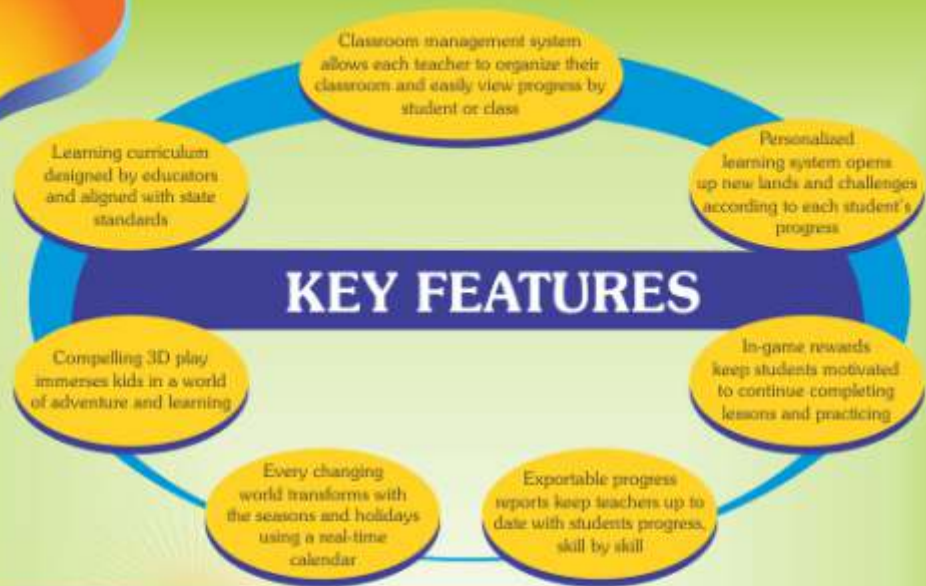 Classroom management system
allows each teacher to organize their
classroom and easily view progress by
student or class
Learning curriculum
designed by educators
and aligned with state
standards
Personalized
learning system opens
up new lands and challenges
according to each student's
progress
KEY FEATURES
Compelling 3D play
immerses kids in a world
of adventure and learning
In-game rewards
keep students motivated
to continue completing
lessons and practicing
Every changing
world transforms with
the seasons and holidays
using a real-time
calendar
Exportable progress
reports keep teachers up to
date with students progress,
skill by skill